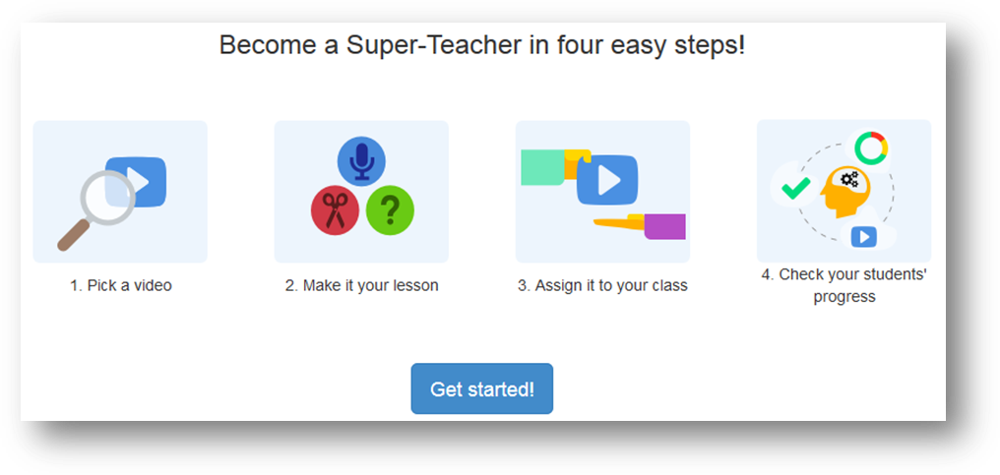 Become a Super-Teacher in four easy steps!
?
1. Pick a video
2. Make it your lesson
3. Assign it to your class
4. Check your students'
progress
Get started!